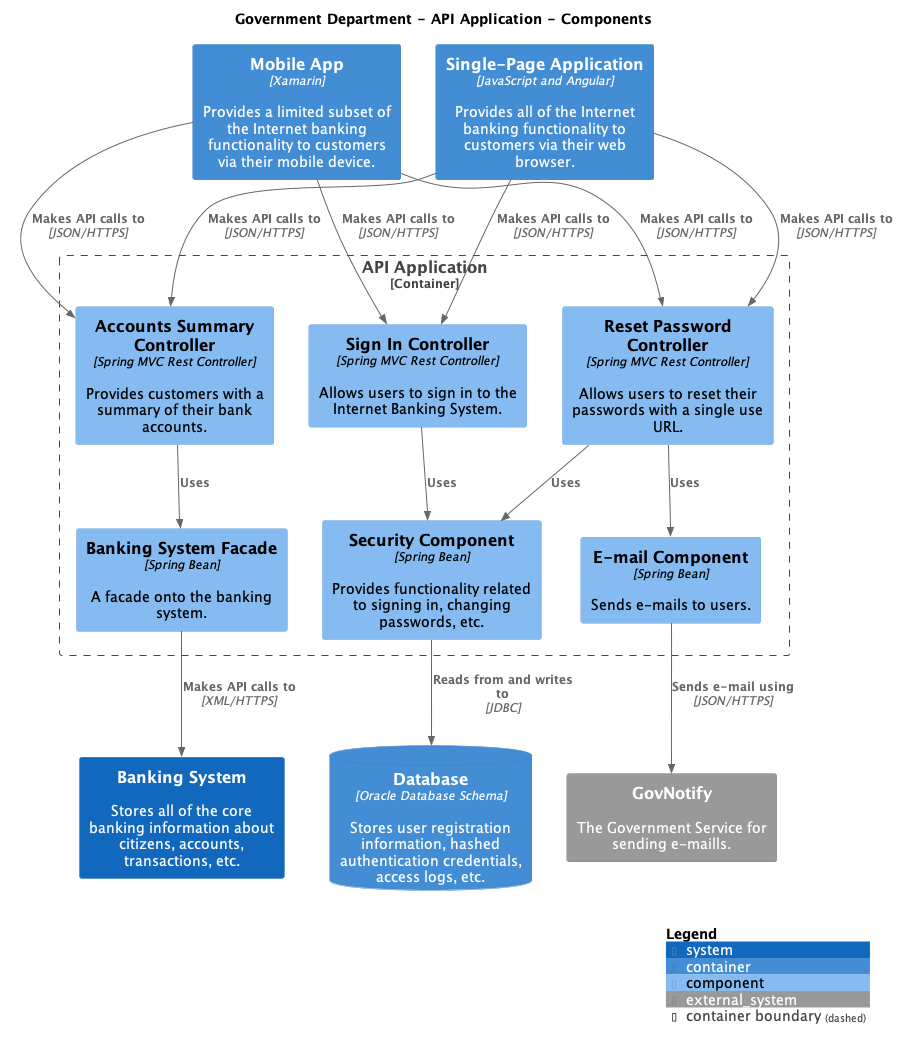 Government Department - API Application - Components
Mobile App
[Xamarin]
Provides a limited subset of
the Internet banking
functionality to customers
via their mobile device.
Single-Page Application
[JavaScript and Angular]
Provides all of the Internet
banking functionality to
customers via their web
browser.
Makes API calls to
[JSON/HTTPS]
Makes API calls to
[JSON/HTTPS]
Makes API calls to
[JSON/HTTPS]
Makes API calls to
[JSON/HTTPS]
Makes API calls to
[JSON/HTTPS]
Makes API calls to
[JSON/HTTPS]
API Application
[Container]
Accounts Summary
Controller
[Spring MVC Rest Controller]
Provides customers with a
summary of their bank
accounts.
Sign In Controller
[Spring MVC Rest Controller]
Allows users to sign in to the
Internet Banking System.
Reset Password
Controller
[Spring MVC Rest Controller]
Allows users to reset their
passwords with a single use
URL.
Uses
Uses
Uses
Uses
Banking System Facade
[Spring Bean]
A facade onto the banking
system.
Security Component
[Spring Bean]
Provides functionality related
to signing in, changing
passwords, etc.
E-mail Component
[Spring Bean]
Sends e-mails to users.
Makes API calls to
[XML/HTTPS]
Reads from and writes
to
[JDBC]
Sends e-mail using
[JSON/HTTPS]
Banking System
Stores all of the core
banking information about
citizens, accounts,
transactions, etc.
Database
[Oracle Database Schema]
Stores user registration
information, hashed
authentication credentials,
access logs, etc.
GovNotify
The Government Service for
sending e-maills.
Legend
system
container
component
external_system
container boundary (dashed)